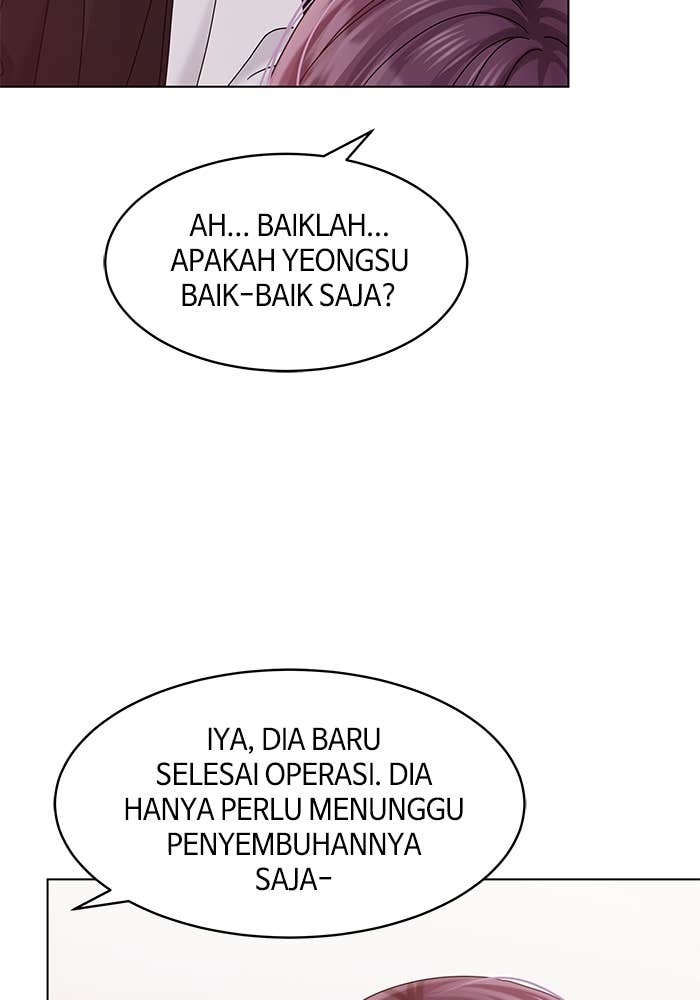 AH... BAIKLAH...
APAKAH YEONGSU
BAIK-BAIK SAJA?
IYA, DIA BARU
SELESAI OPERASI. DIA
HANYA PERLU MENUNGGU
PENYEMBUHANNYA
SAJA-